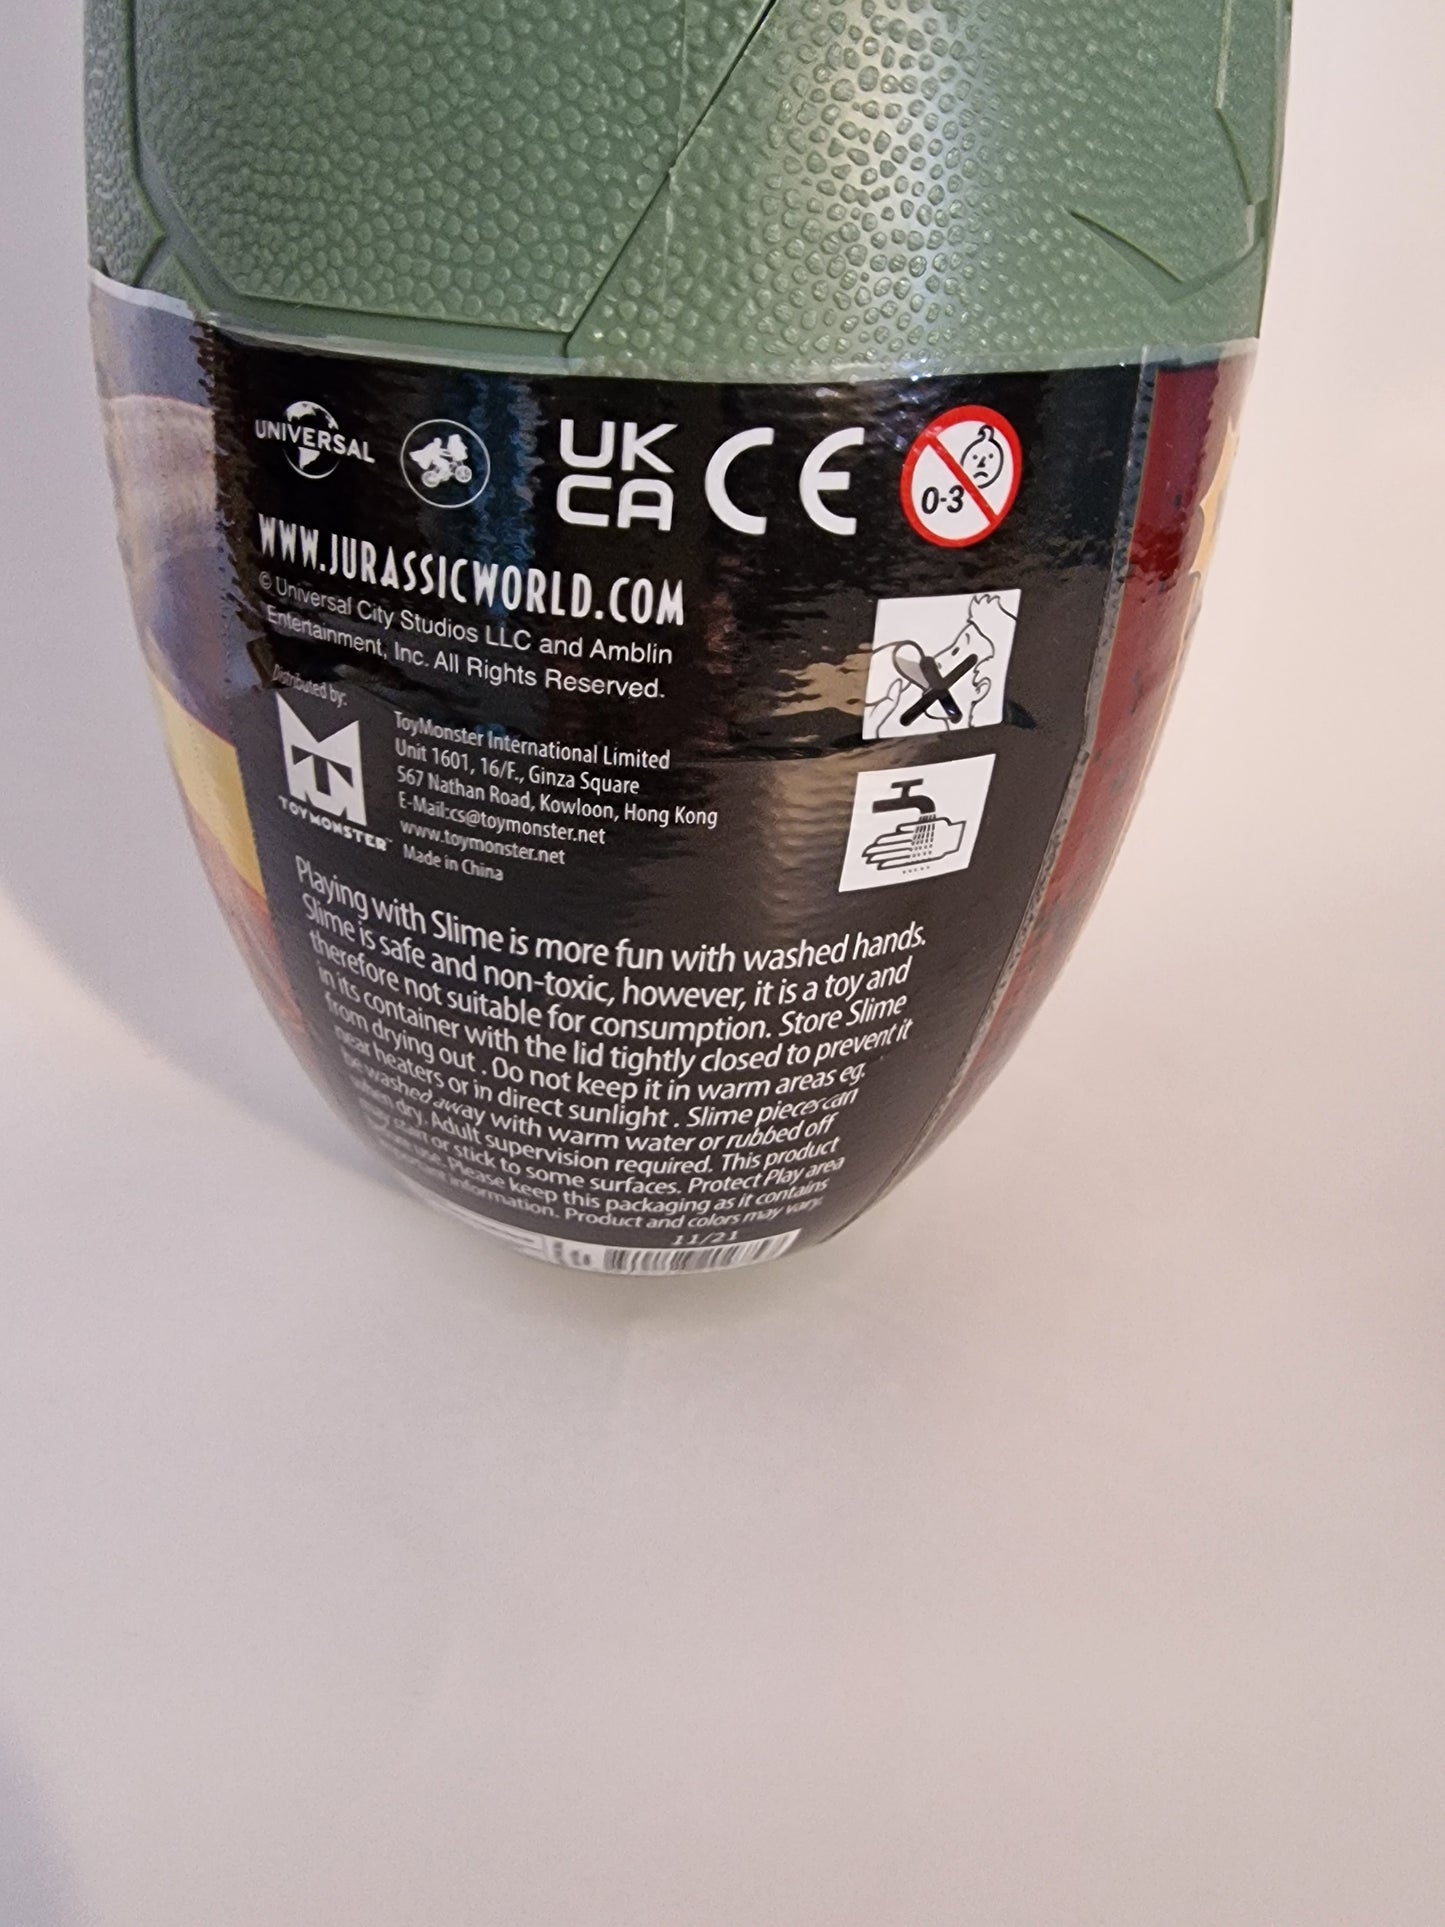 UNIVERSAL
UK
CA
CE
0-3
WWW.JURASSICWORLD.COM
© Universal City Studios LLC and Amblin
Entertainment, Inc. All Rights Reserved.
Distributed by:
TOYMONSTER
ToyMonster International Limited
Unit 1601, 16/F., Ginza Square
567 Nathan Road, Kowloon, Hong Kong
E-Mail:cs@toymonster.net
www.toymonster.net
Made in China
Playing with Slime is more fun with washed hands.
Slime is safe and non-toxic, however, it is a toy and
therefore not suitable for consumption. Store Slime
in its container with the lid tightly closed to prevent it
from drying out . Do not keep it in warm areas eg.
near heaters or in direct sunlight . Slime pieces can
be washed away with warm water or rubbed off
when dry. Adult supervision required. This product
may stain or stick to some surfaces. Protect Play area
use. Please keep this packaging as it contains
important information. Product and colors may vary.
11/21